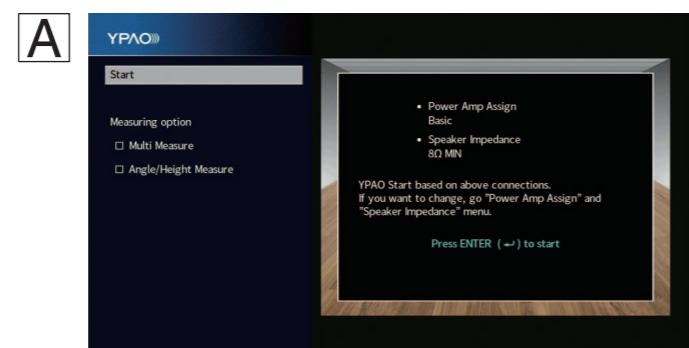 A
YPAO
Start
Measuring option
☐ Multi Measure
☐ Angle/Height Measure
• Power Amp Assign
Basic
• Speaker Impedance
8Ω MIN
YPAO Start based on above connections.
If you want to change, go "Power Amp Assign" and
"Speaker Impedance" menu.
Press ENTER (↵) to start